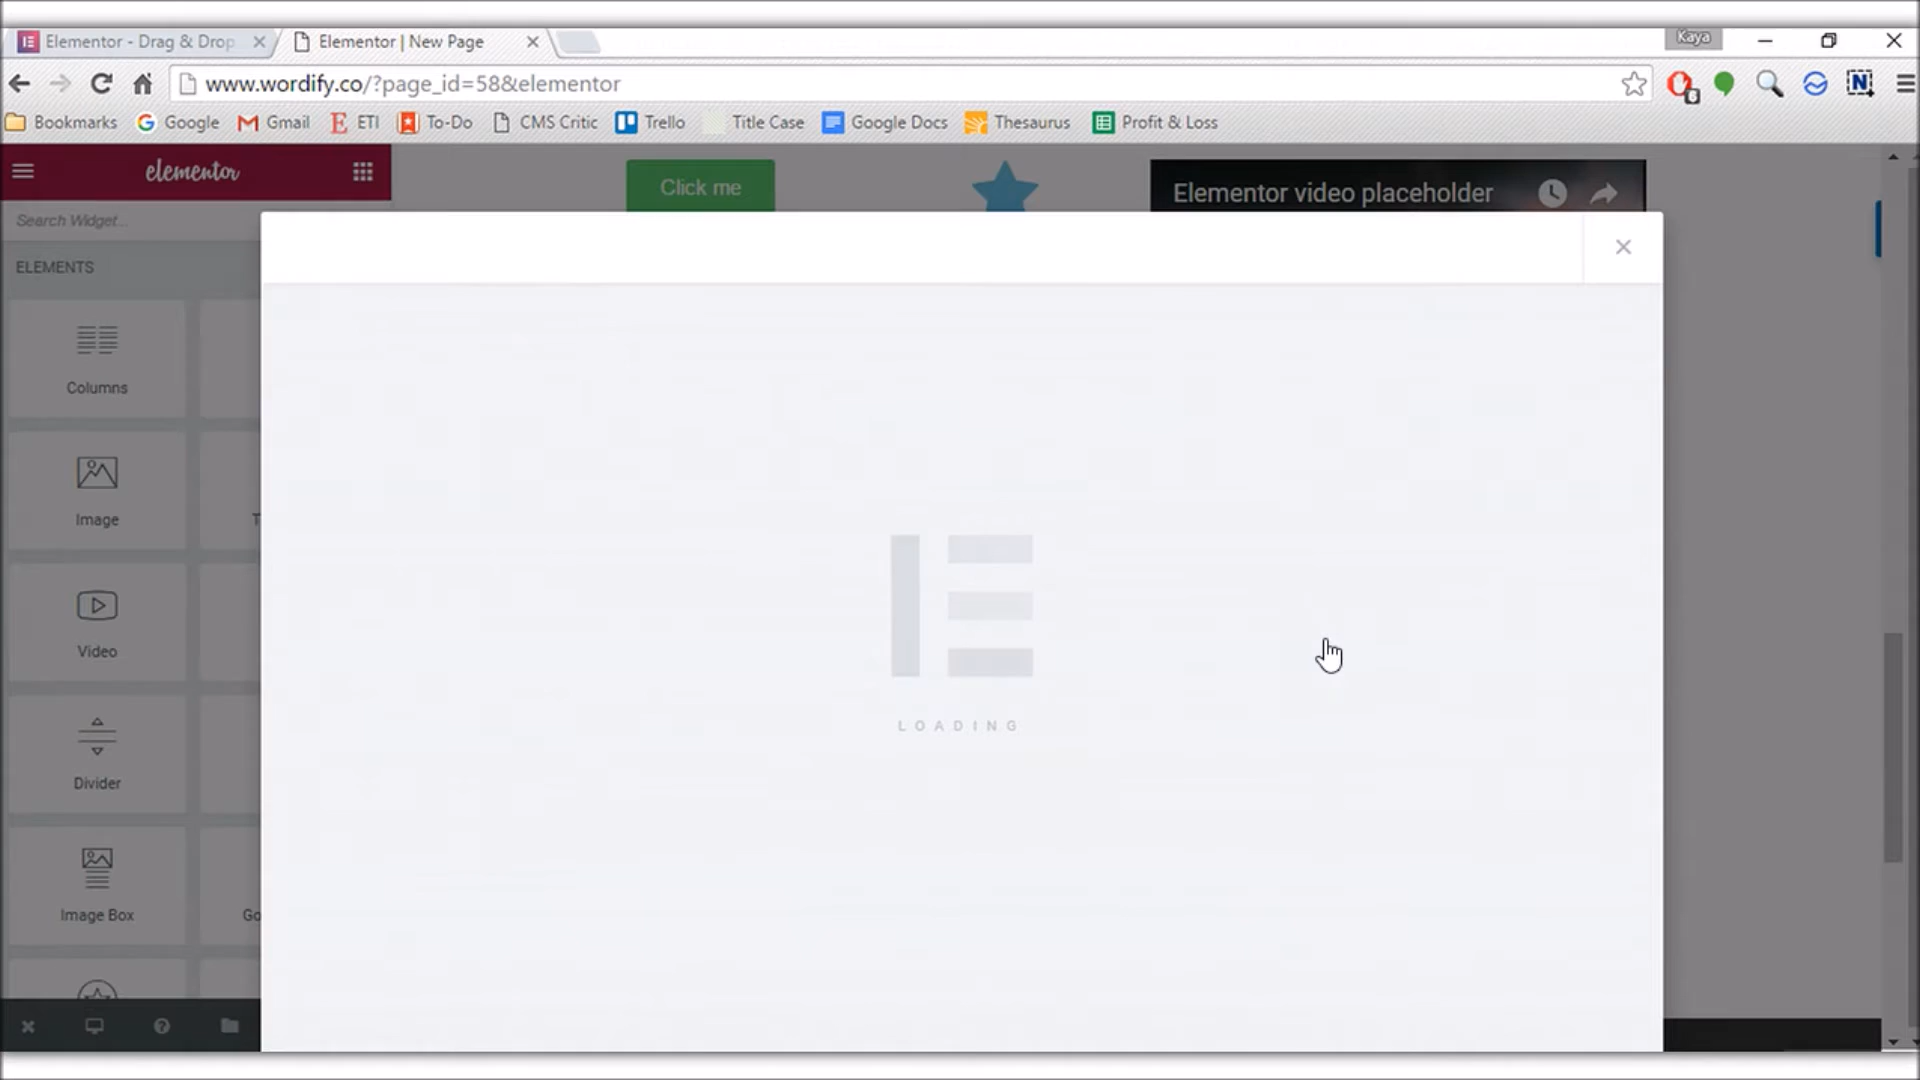 Elementor - Drag & Drop
Elementor | New Page
Kaya
www.wordify.co/?page_id=58&elementor
Bookmarks
Google
Gmail
ETI
To-Do
CMS Critic
Trello
Title Case
Google Docs
Thesaurus
Profit & Loss
elementor
Click me
Elementor video placeholder
Search Widget...
ELEMENTS
Columns
Image
T
Video
LOADING
Divider
Image Box
Go